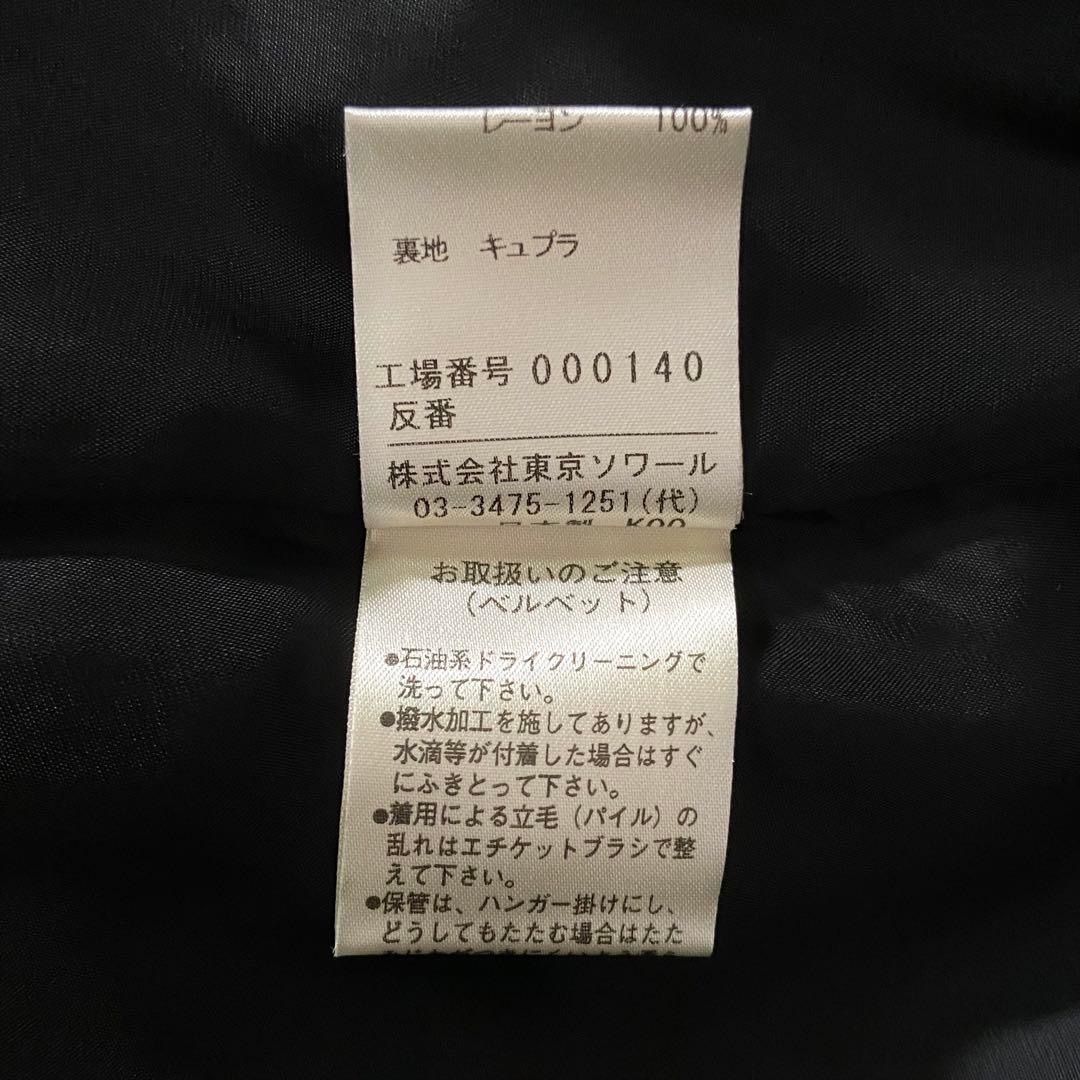 レーヨン 100%
裏地 キュプラ
工場番号 000140
反番
株式会社東京ソワール
03-3475-1251(代)
日本製 K00
お取扱いのご注意
(ベルベット)
●石油系ドライクリーニングで
洗って下さい。
●撥水加工を施してありますが、
水滴等が付着した場合はすぐ
にふきとって下さい。
●着用による立毛(パイル)の
乱れはエチケットブラシで整
えて下さい。
●保管は、ハンガー掛けにし、
どうしてもたたむ場合はたた